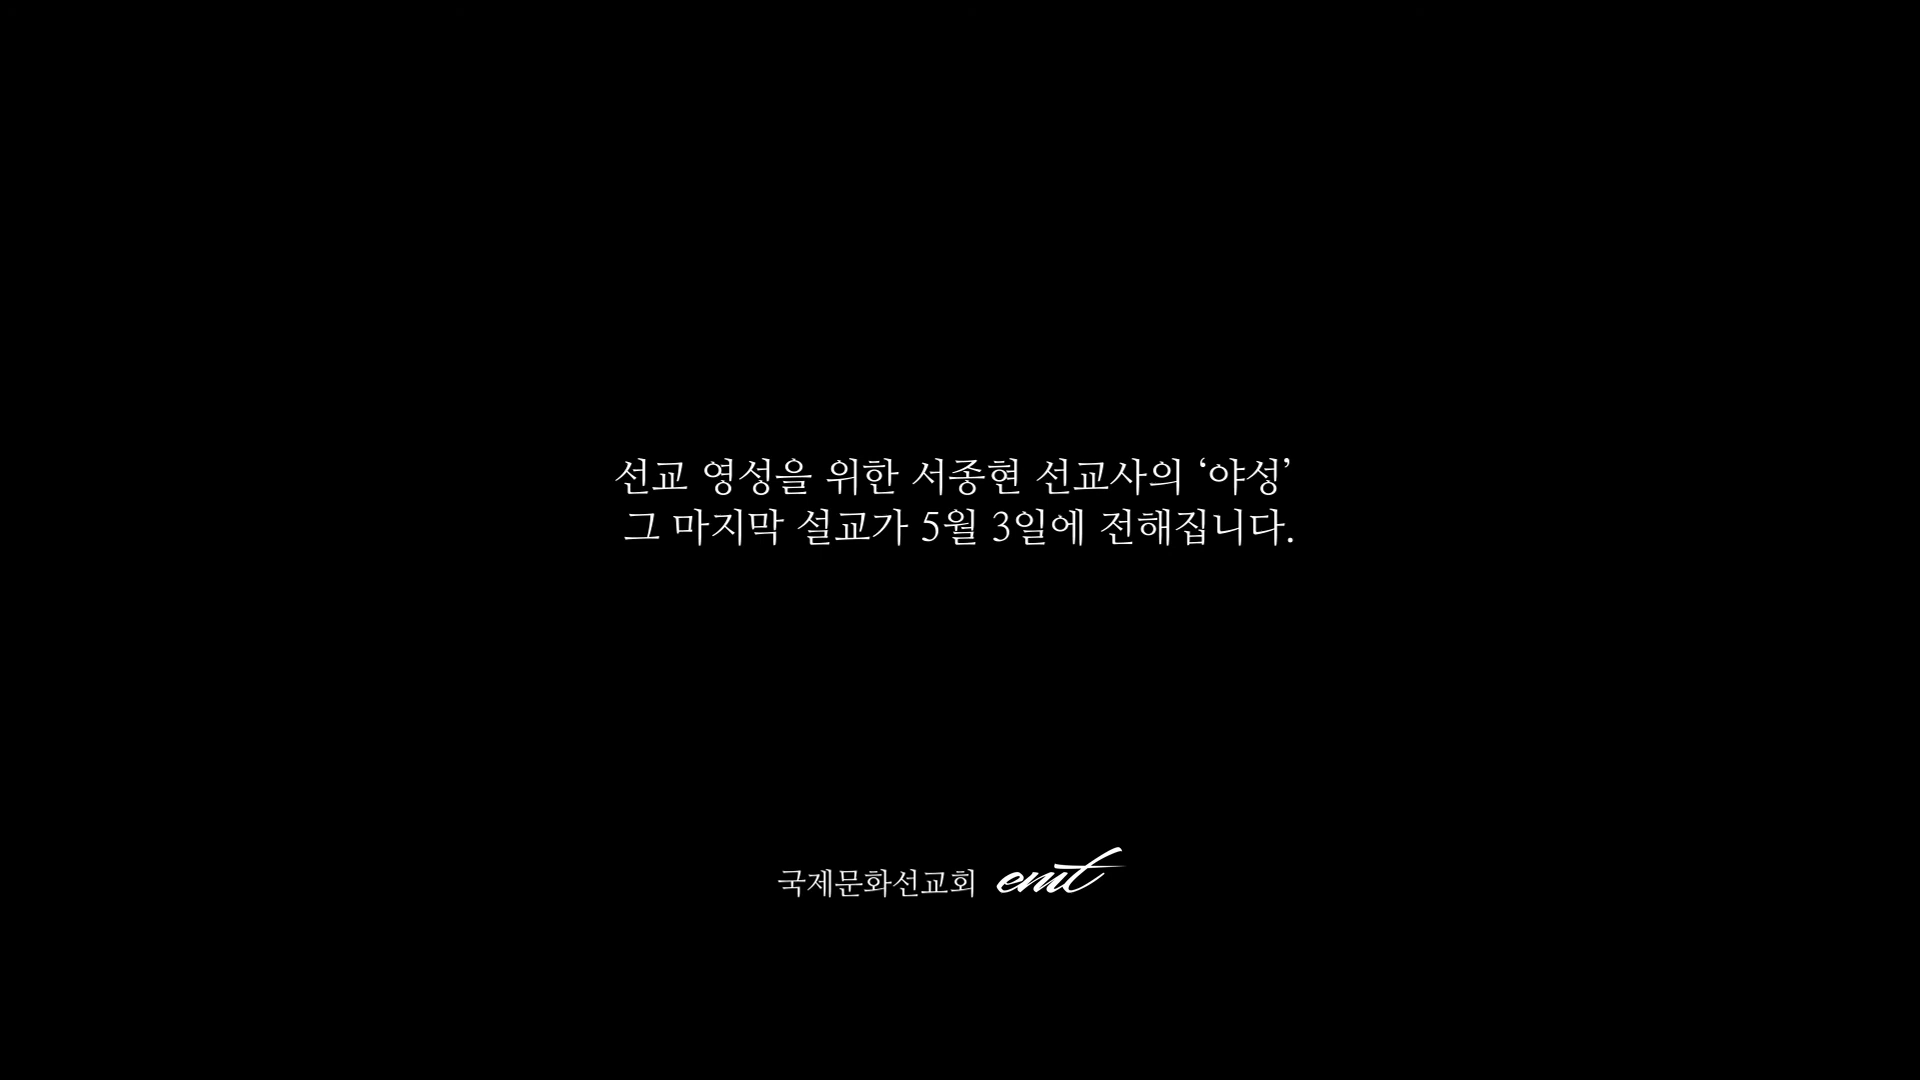 선교 영성을 위한 서종현 선교사의 ‘야성’
그 마지막 설교가 5월 3일에 전해집니다.
국제문화선교회 emt